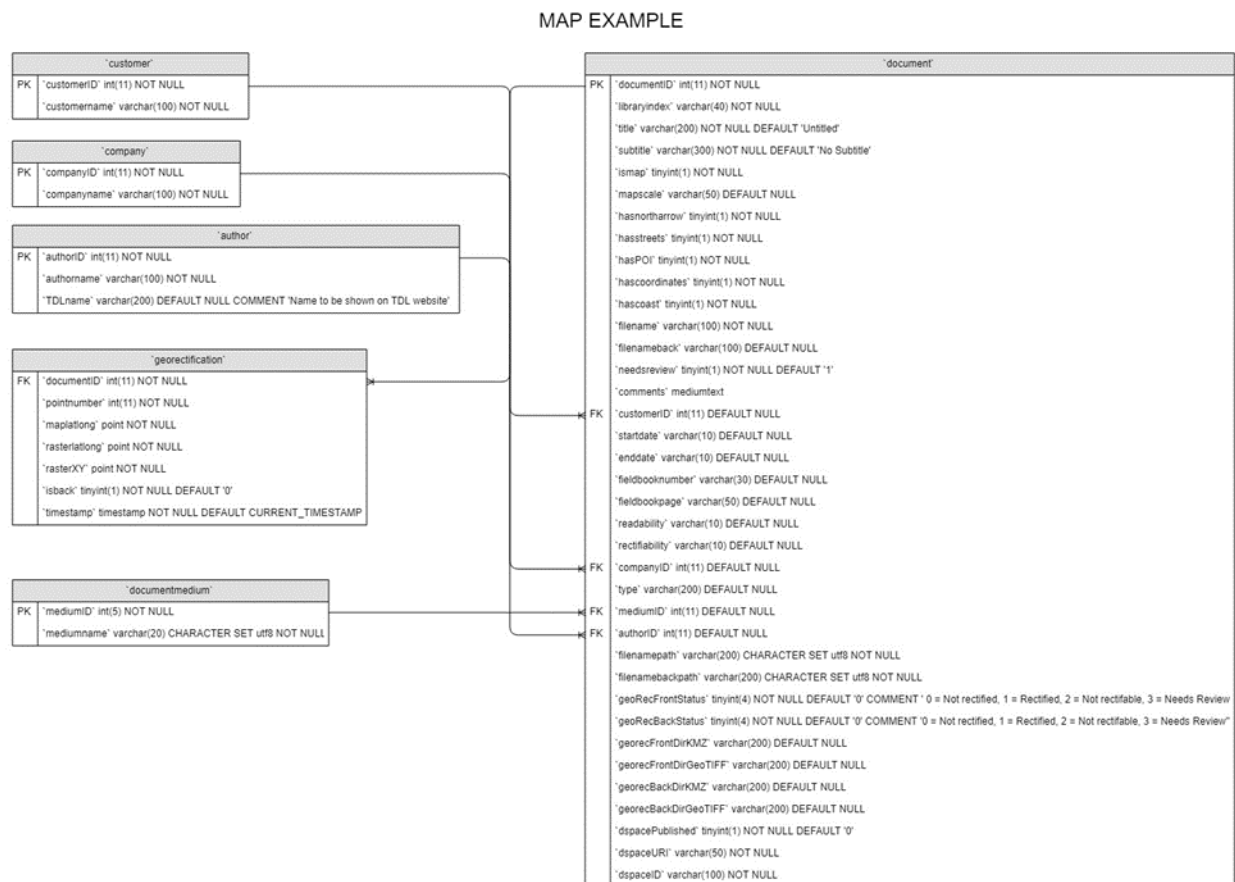 MAP EXAMPLE
`customer`
PK `customerID` int(11) NOT NULL
`customername` varchar(100) NOT NULL
`company`
PK `companyID` int(11) NOT NULL
`companyname` varchar(100) NOT NULL
`author`
PK `authorID` int(11) NOT NULL
`authorname` varchar(100) NOT NULL
`TDLname` varchar(200) DEFAULT NULL COMMENT 'Name to be shown on TDL website'
`georectification`
FK `documentID` int(11) NOT NULL
`pointnumber` int(11) NOT NULL
`maplatlong` point NOT NULL
`rasterlatlong` point NOT NULL
`rasterXY` point NOT NULL
`isback` tinyint(1) NOT NULL DEFAULT '0'
`timestamp` timestamp NOT NULL DEFAULT CURRENT_TIMESTAMP
`documentmedium`
PK `mediumID` int(5) NOT NULL
`mediumname` varchar(20) CHARACTER SET utf8 NOT NULL
`document`
PK `documentID` int(11) NOT NULL
`libraryindex` varchar(40) NOT NULL
`title` varchar(200) NOT NULL DEFAULT 'Untitled'
`subtitle` varchar(300) NOT NULL DEFAULT 'No Subtitle'
`ismap` tinyint(1) NOT NULL
`mapscale` varchar(50) DEFAULT NULL
`hasnortharrow` tinyint(1) NOT NULL
`hasstreets` tinyint(1) NOT NULL
`hasPOI` tinyint(1) NOT NULL
`hascoordinates` tinyint(1) NOT NULL
`hascoast` tinyint(1) NOT NULL
`filename` varchar(100) NOT NULL
`filenameback` varchar(100) DEFAULT NULL
`needsreview` tinyint(1) NOT NULL DEFAULT '1'
`comments` mediumtext
FK `customerID` int(11) DEFAULT NULL
`startdate` varchar(10) DEFAULT NULL
`enddate` varchar(10) DEFAULT NULL
`fieldbooknumber` varchar(30) DEFAULT NULL
`fieldbookpage` varchar(50) DEFAULT NULL
`readability` varchar(10) DEFAULT NULL
`rectifiability` varchar(10) DEFAULT NULL
FK `companyID` int(11) DEFAULT NULL
`type` varchar(200) DEFAULT NULL
FK `mediumID` int(11) DEFAULT NULL
FK `authorID` int(11) DEFAULT NULL
`filenamepath` varchar(200) CHARACTER SET utf8 NOT NULL
`filenamebackpath` varchar(200) CHARACTER SET utf8 NOT NULL
`geoRecFrontStatus` tinyint(4) NOT NULL DEFAULT '0' COMMENT ' 0 = Not rectified, 1 = Rectified, 2 = Not rectifable, 3 = Needs Review
`geoRecBackStatus` tinyint(4) NOT NULL DEFAULT '0' COMMENT '0 = Not rectified, 1 = Rectified, 2 = Not rectifable, 3 = Needs Review"
`georecFrontDirKMZ` varchar(200) DEFAULT NULL
`georecFrontDirGeoTIFF` varchar(200) DEFAULT NULL
`georecBackDirKMZ` varchar(200) DEFAULT NULL
`georecBackDirGeoTIFF` varchar(200) DEFAULT NULL
`dspacePublished` tinyint(1) NOT NULL DEFAULT '0'
`dspaceURI` varchar(50) NOT NULL
`dspaceID` varchar(100) NOT NULL